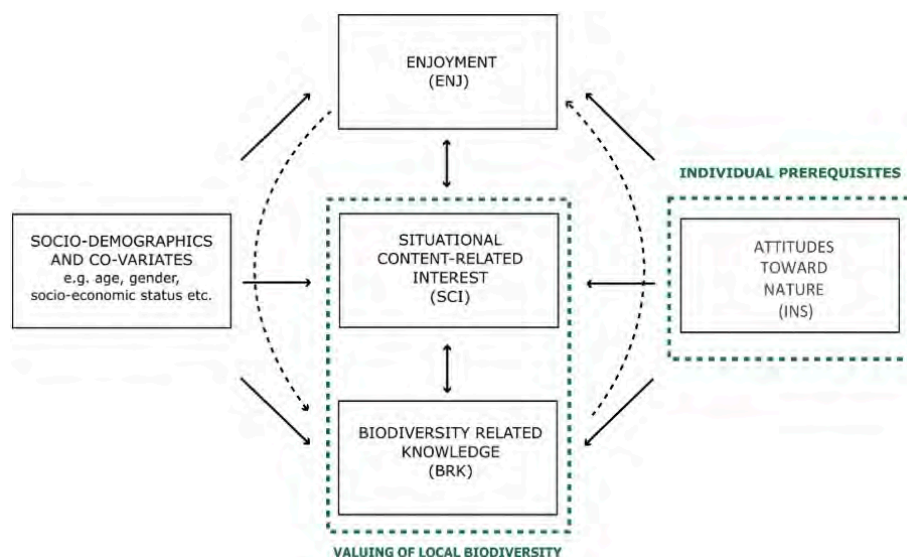 ENJOYMENT
(ENJ)
INDIVIDUAL PREREQUISITES
SOCIO-DEMOGRAPHICS
AND CO-VARIATES
e.g. age, gender,
socio-economic status etc.
SITUATIONAL
CONTENT-RELATED
INTEREST
(SCI)
ATTITUDES
TOWARD
NATURE
(INS)
BIODIVERSITY RELATED
KNOWLEDGE
(BRK)
VALUING OF LOCAL BIODIVERSITY